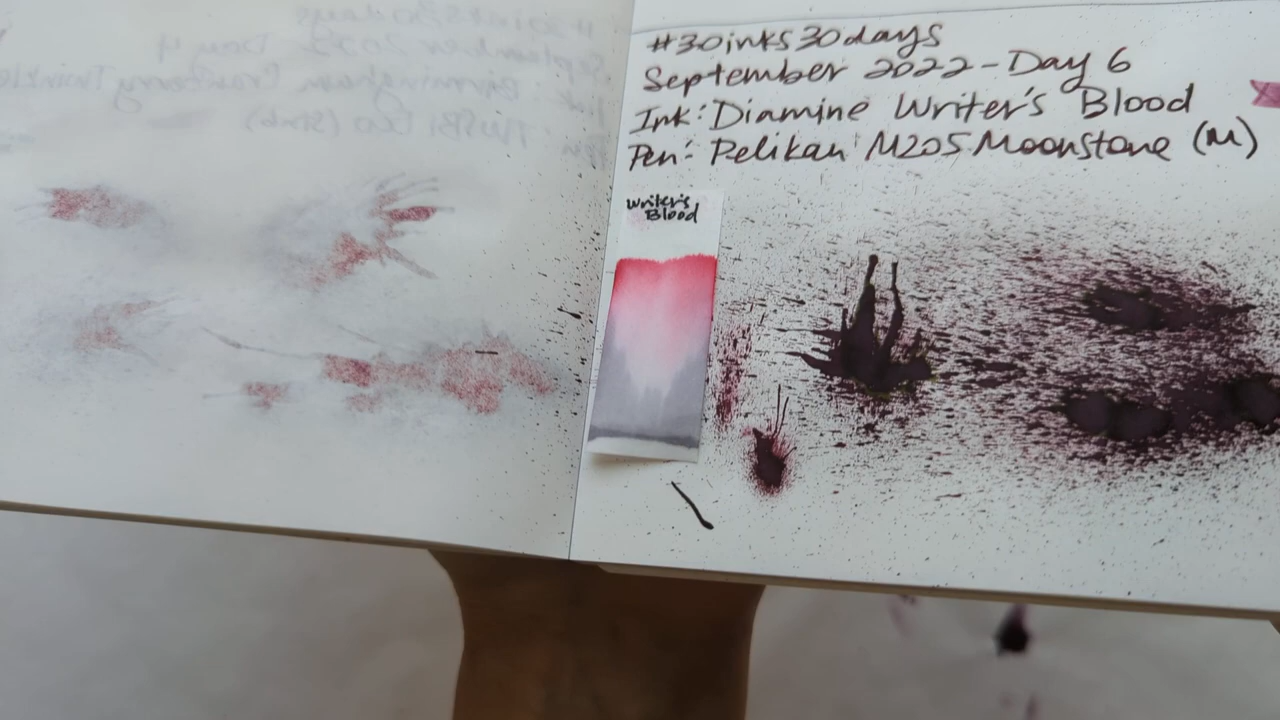 #30inks30days
September 2022 - Day 6
Ink: Diamine Writer's Blood
Pen: Pelikan M205 Moonstone (M)
Writer's
Blood